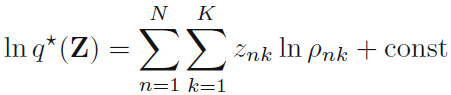 ln q⋆(Z) = ∑_{n=1}^{N} ∑_{k=1}^{K} z_{nk} ln ρ_{nk} + const